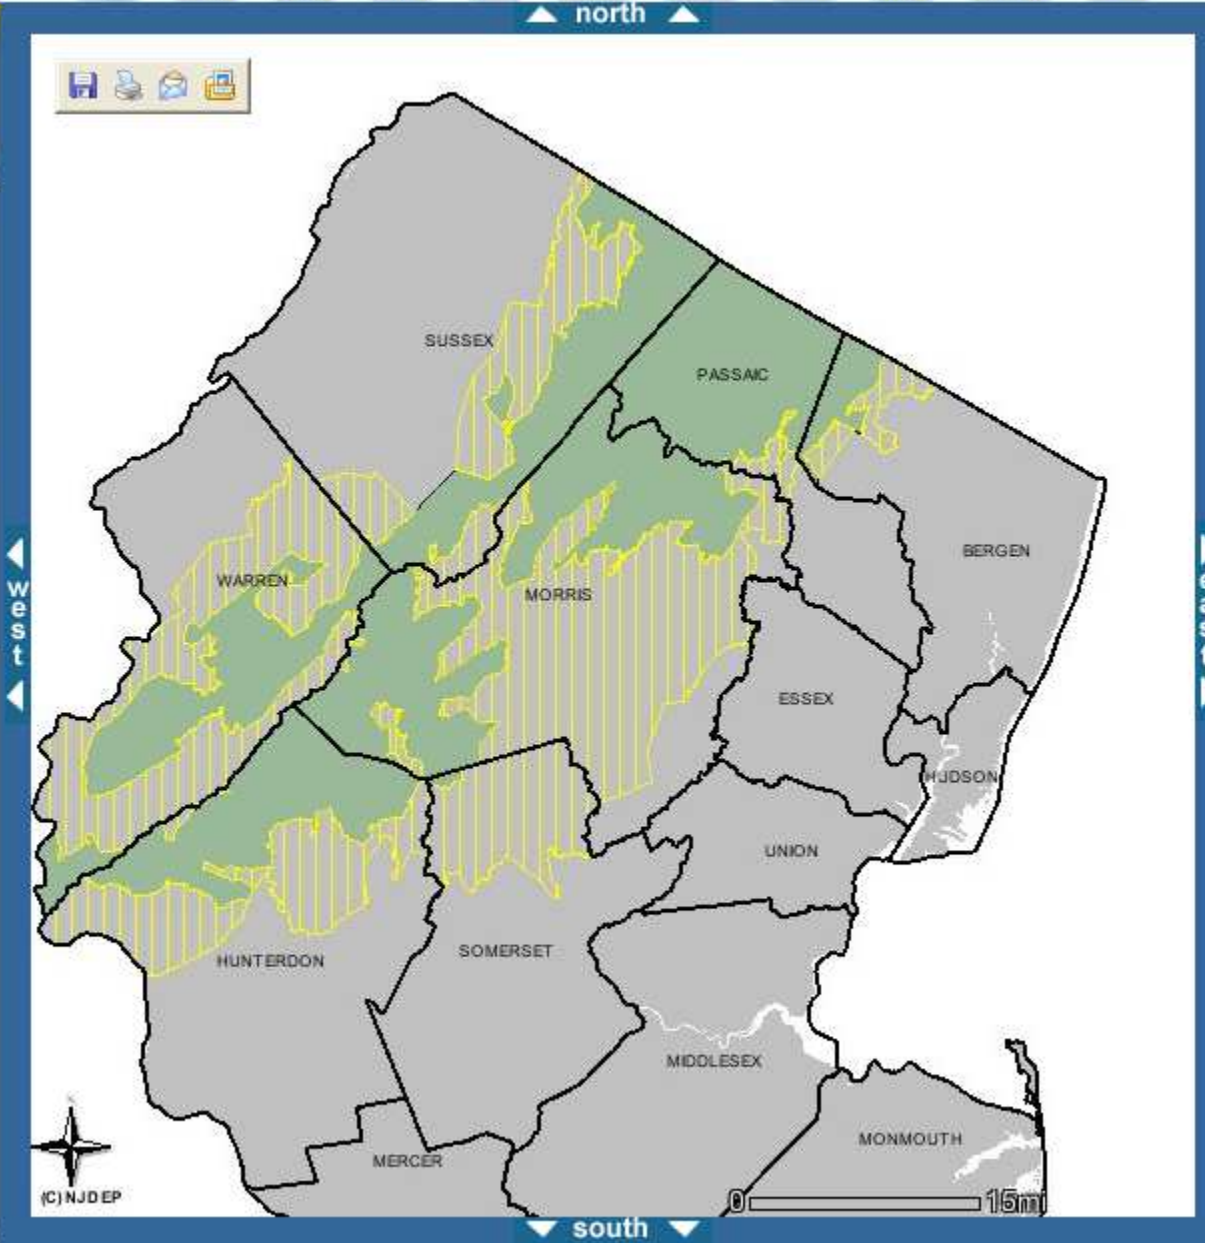 north
SUSSEX
PASSAIC
BERGEN
WARREN
MORRIS
west
ESSEX
HUDSON
UNION
SOMERSET
HUNTERDON
MIDDLESEX
MONMOUTH
MERCER
(C) NJDEP
0 15mi
south